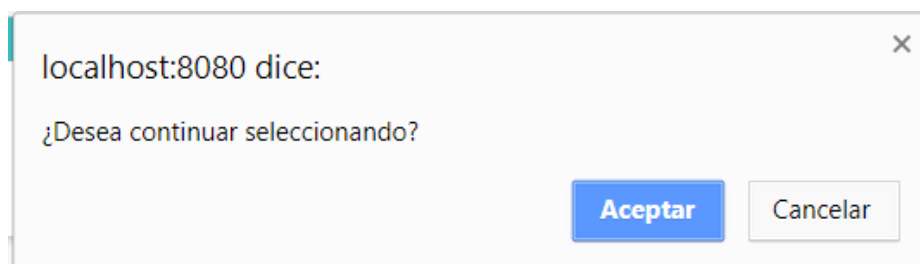 localhost:8080 dice:
¿Desea continuar seleccionando?
Aceptar Cancelar